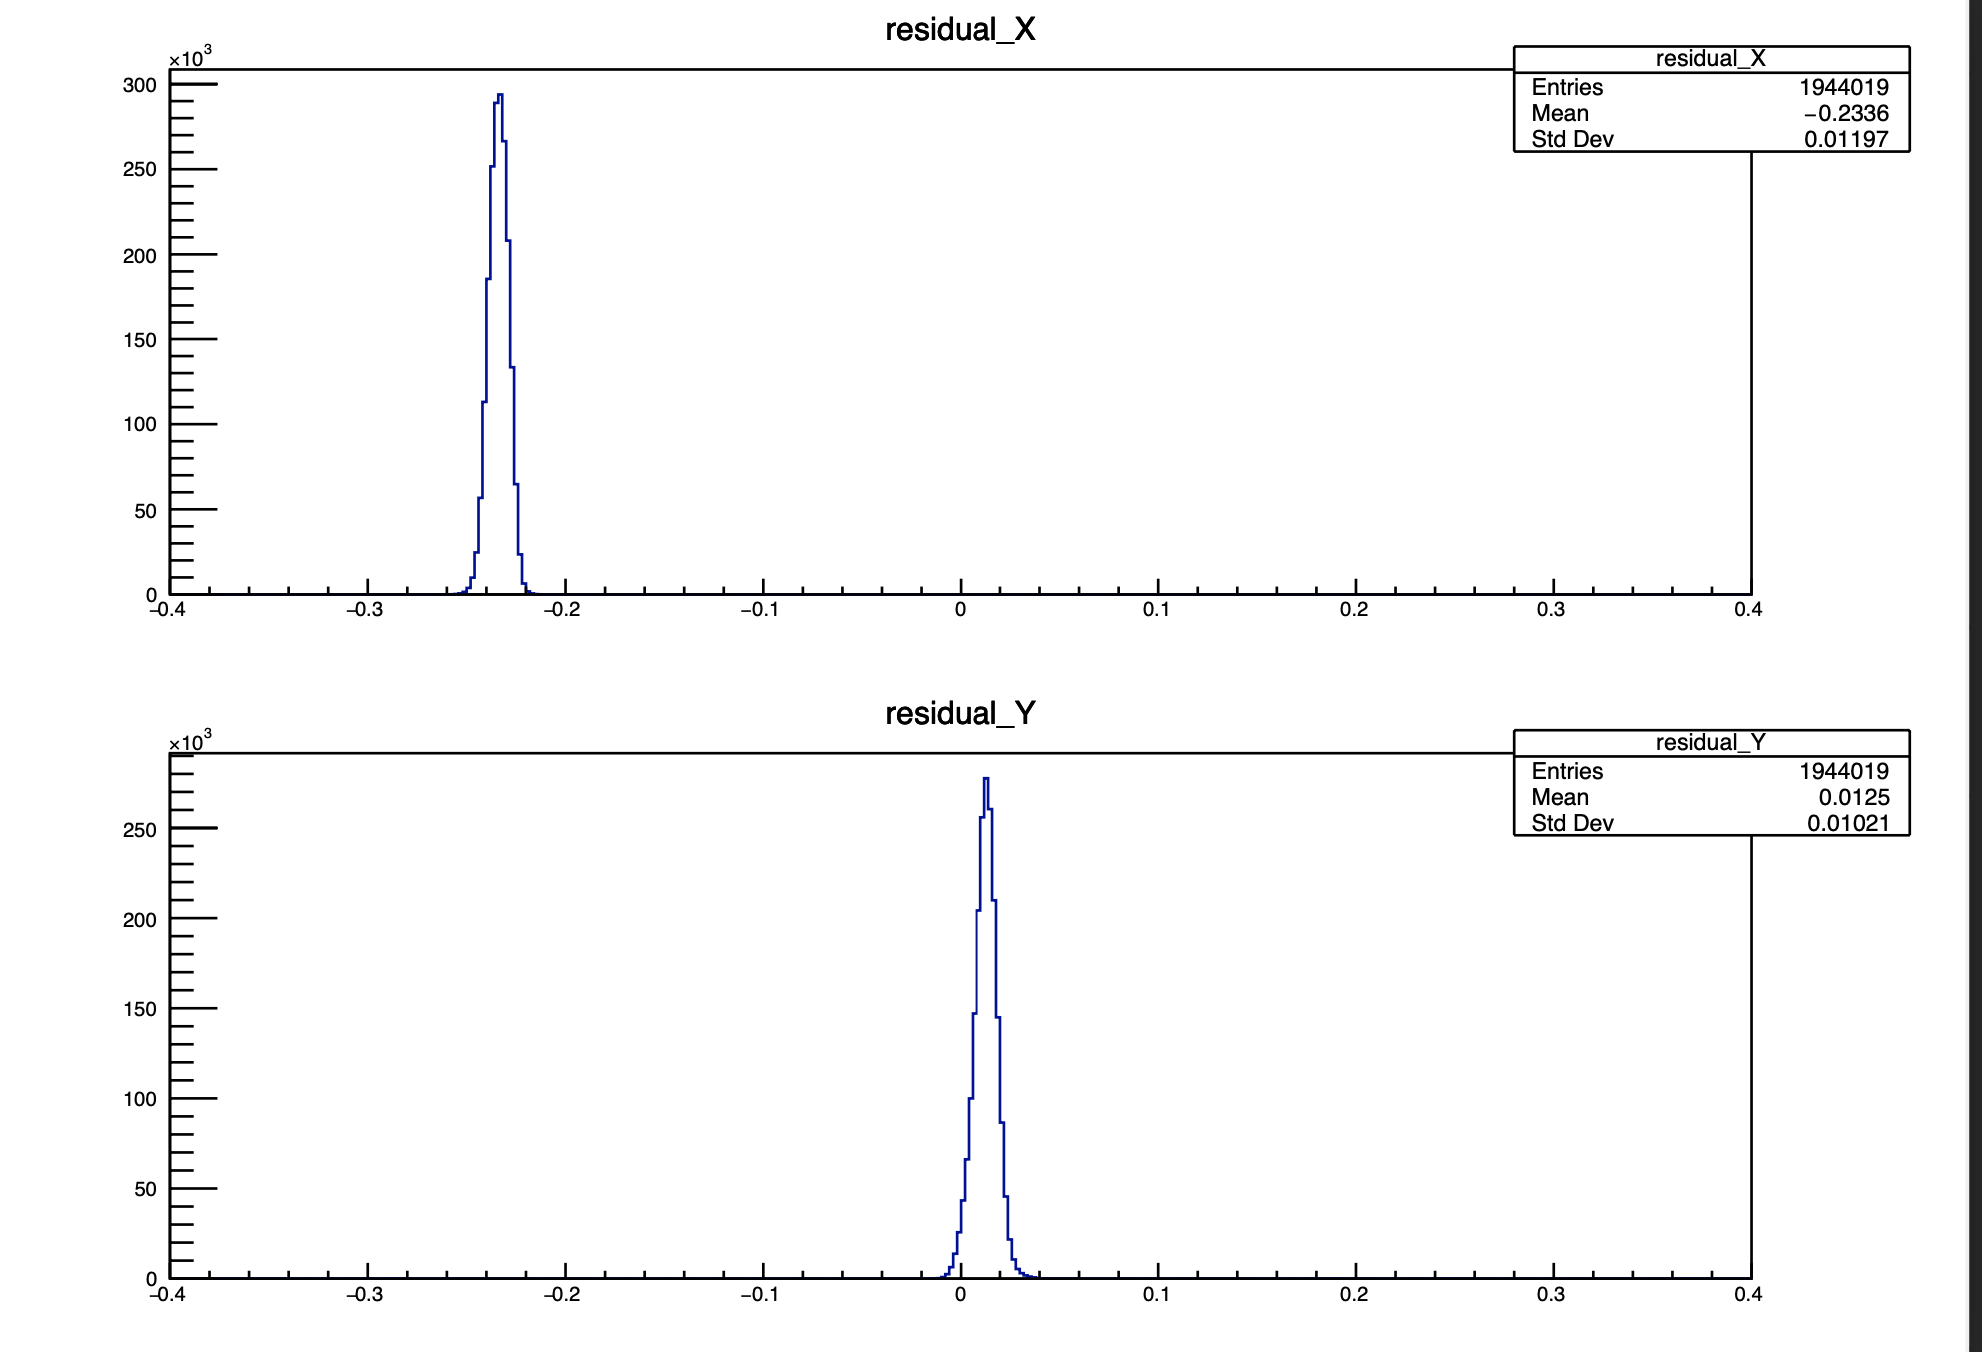 residual_X
×10³
residual_X
Entries 1944019
Mean −0.2336
Std Dev 0.01197
300
250
200
150
100
50
0
−0.4 −0.3 −0.2 −0.1 0 0.1 0.2 0.3 0.4
residual_Y
×10³
residual_Y
Entries 1944019
Mean 0.0125
Std Dev 0.01021
250
200
150
100
50
0
−0.4 −0.3 −0.2 −0.1 0 0.1 0.2 0.3 0.4